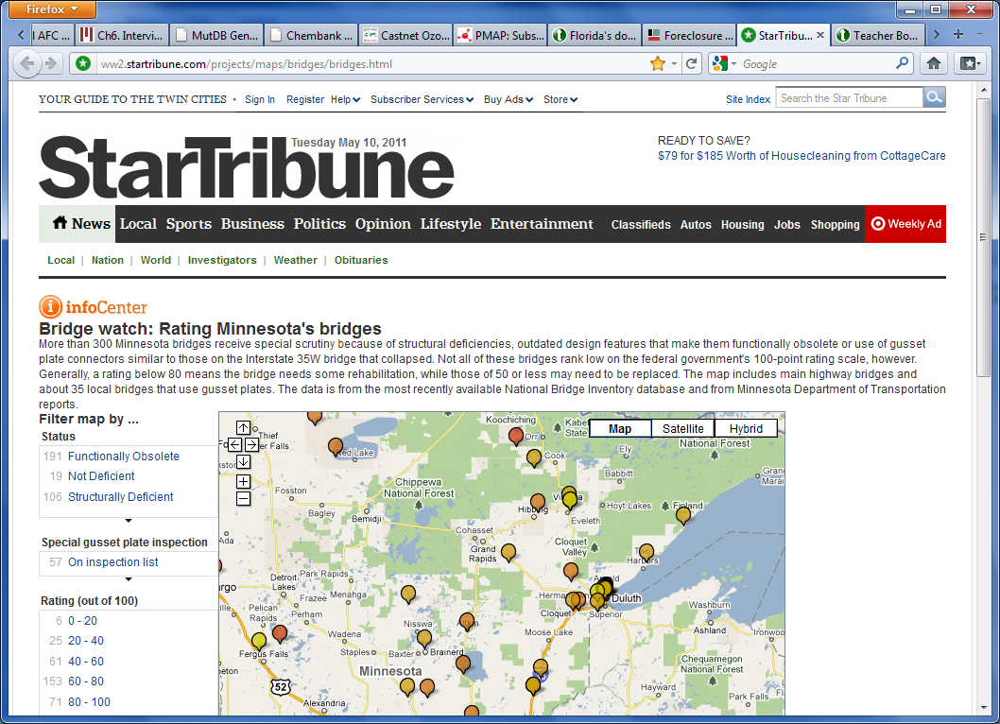 Firefox
l AFC ...
Ch6. Intervi...
MutDB Gen...
Chembank ...
Castnet Ozo...
PMAP: Subs...
Florida's do...
Foreclosure ...
StarTribu...
Teacher Bo...
ww2.startribune.com/projects/maps/bridges/bridges.html
Google
YOUR GUIDE TO THE TWIN CITIES • Sign In Register Help Subscriber Services Buy Ads Store
Site Index Search the Star Tribune
Tuesday May 10, 2011
StarTribune
READY TO SAVE?
$79 for $185 Worth of Housecleaning from CottageCare
News Local Sports Business Politics Opinion Lifestyle Entertainment Classifieds Autos Housing Jobs Shopping Weekly Ad
Local | Nation | World | Investigators | Weather | Obituaries
infoCenter
Bridge watch: Rating Minnesota's bridges
More than 300 Minnesota bridges receive special scrutiny because of structural deficiencies, outdated design features that make them functionally obsolete or use of gusset
plate connectors similar to those on the Interstate 35W bridge that collapsed. Not all of these bridges rank low on the federal government's 100-point rating scale, however.
Generally, a rating below 80 means the bridge needs some rehabilitation, while those of 50 or less may need to be replaced. The map includes main highway bridges and
about 35 local bridges that use gusset plates. The data is from the most recently available National Bridge Inventory database and from Minnesota Department of Transportation
reports.
Filter map by ...
Status
191 Functionally Obsolete
19 Not Deficient
106 Structurally Deficient
Special gusset plate inspection
57 On inspection list
Rating (out of 100)
6 0 - 20
25 20 - 40
61 40 - 60
153 60 - 80
71 80 - 100
Map
Satellite
Hybrid
Koochiching
Thief
Orr
State
National Forest
Red Lake
Cook
Ely
Babbitt
Fosston
Chippewa
National Forest
Hoyt Lakes
Finland
Bagley
Bemidji
Eveleth
Cohasset
Grand
Rapids
Cloquet
Valley
Two
Harbors
Ada
Detroit
Lakes
Park Rapids
Frazee
Menahga
Duluth
Cloquet
Superior
Washburn
Pelican
Rapids
Perham
Nisswa
Moose Lake
Ashland
Ironwoo
Wadena
Staples
Baxter
Brainerd
Fergus Falls
Chequamegon
National Forest
Minnesota
52
Hayward
Park Falls
Alexandria